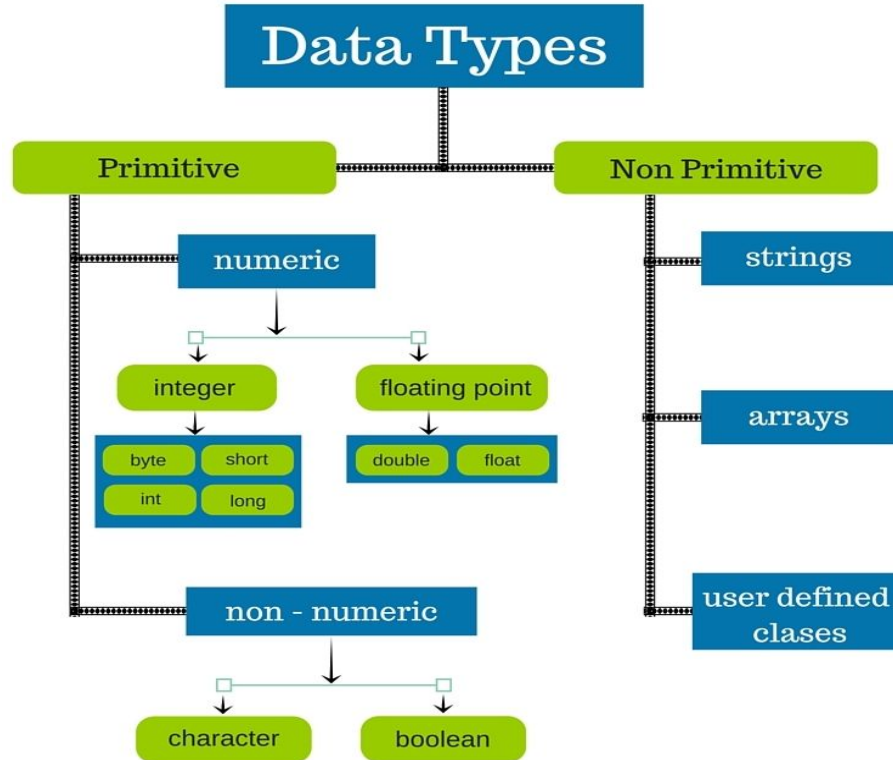 Data Types
Primitive
Non Primitive
numeric
strings
integer
floating point
arrays
byte
short
double
float
int
long
non - numeric
user defined
clases
character
boolean